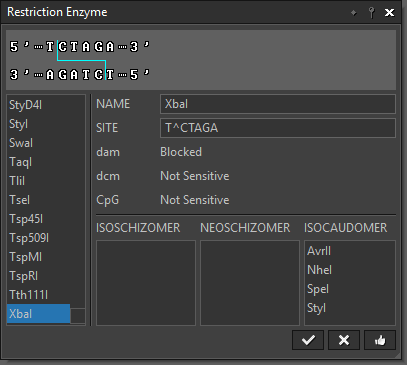 Restriction Enzyme
5’–TCTAGA–3’
3’–AGATCT–5’
StyD4I
StyI
SwaI
TaqI
TliI
TseI
Tsp45I
Tsp509I
TspMI
TspRI
Tth111I
XbaI
NAME XbaI
SITE T^CTAGA
dam Blocked
dcm Not Sensitive
CpG Not Sensitive
ISOSCHIZOMER NEOSCHIZOMER ISOCAUDOMER
AvrII
NheI
SpeI
StyI